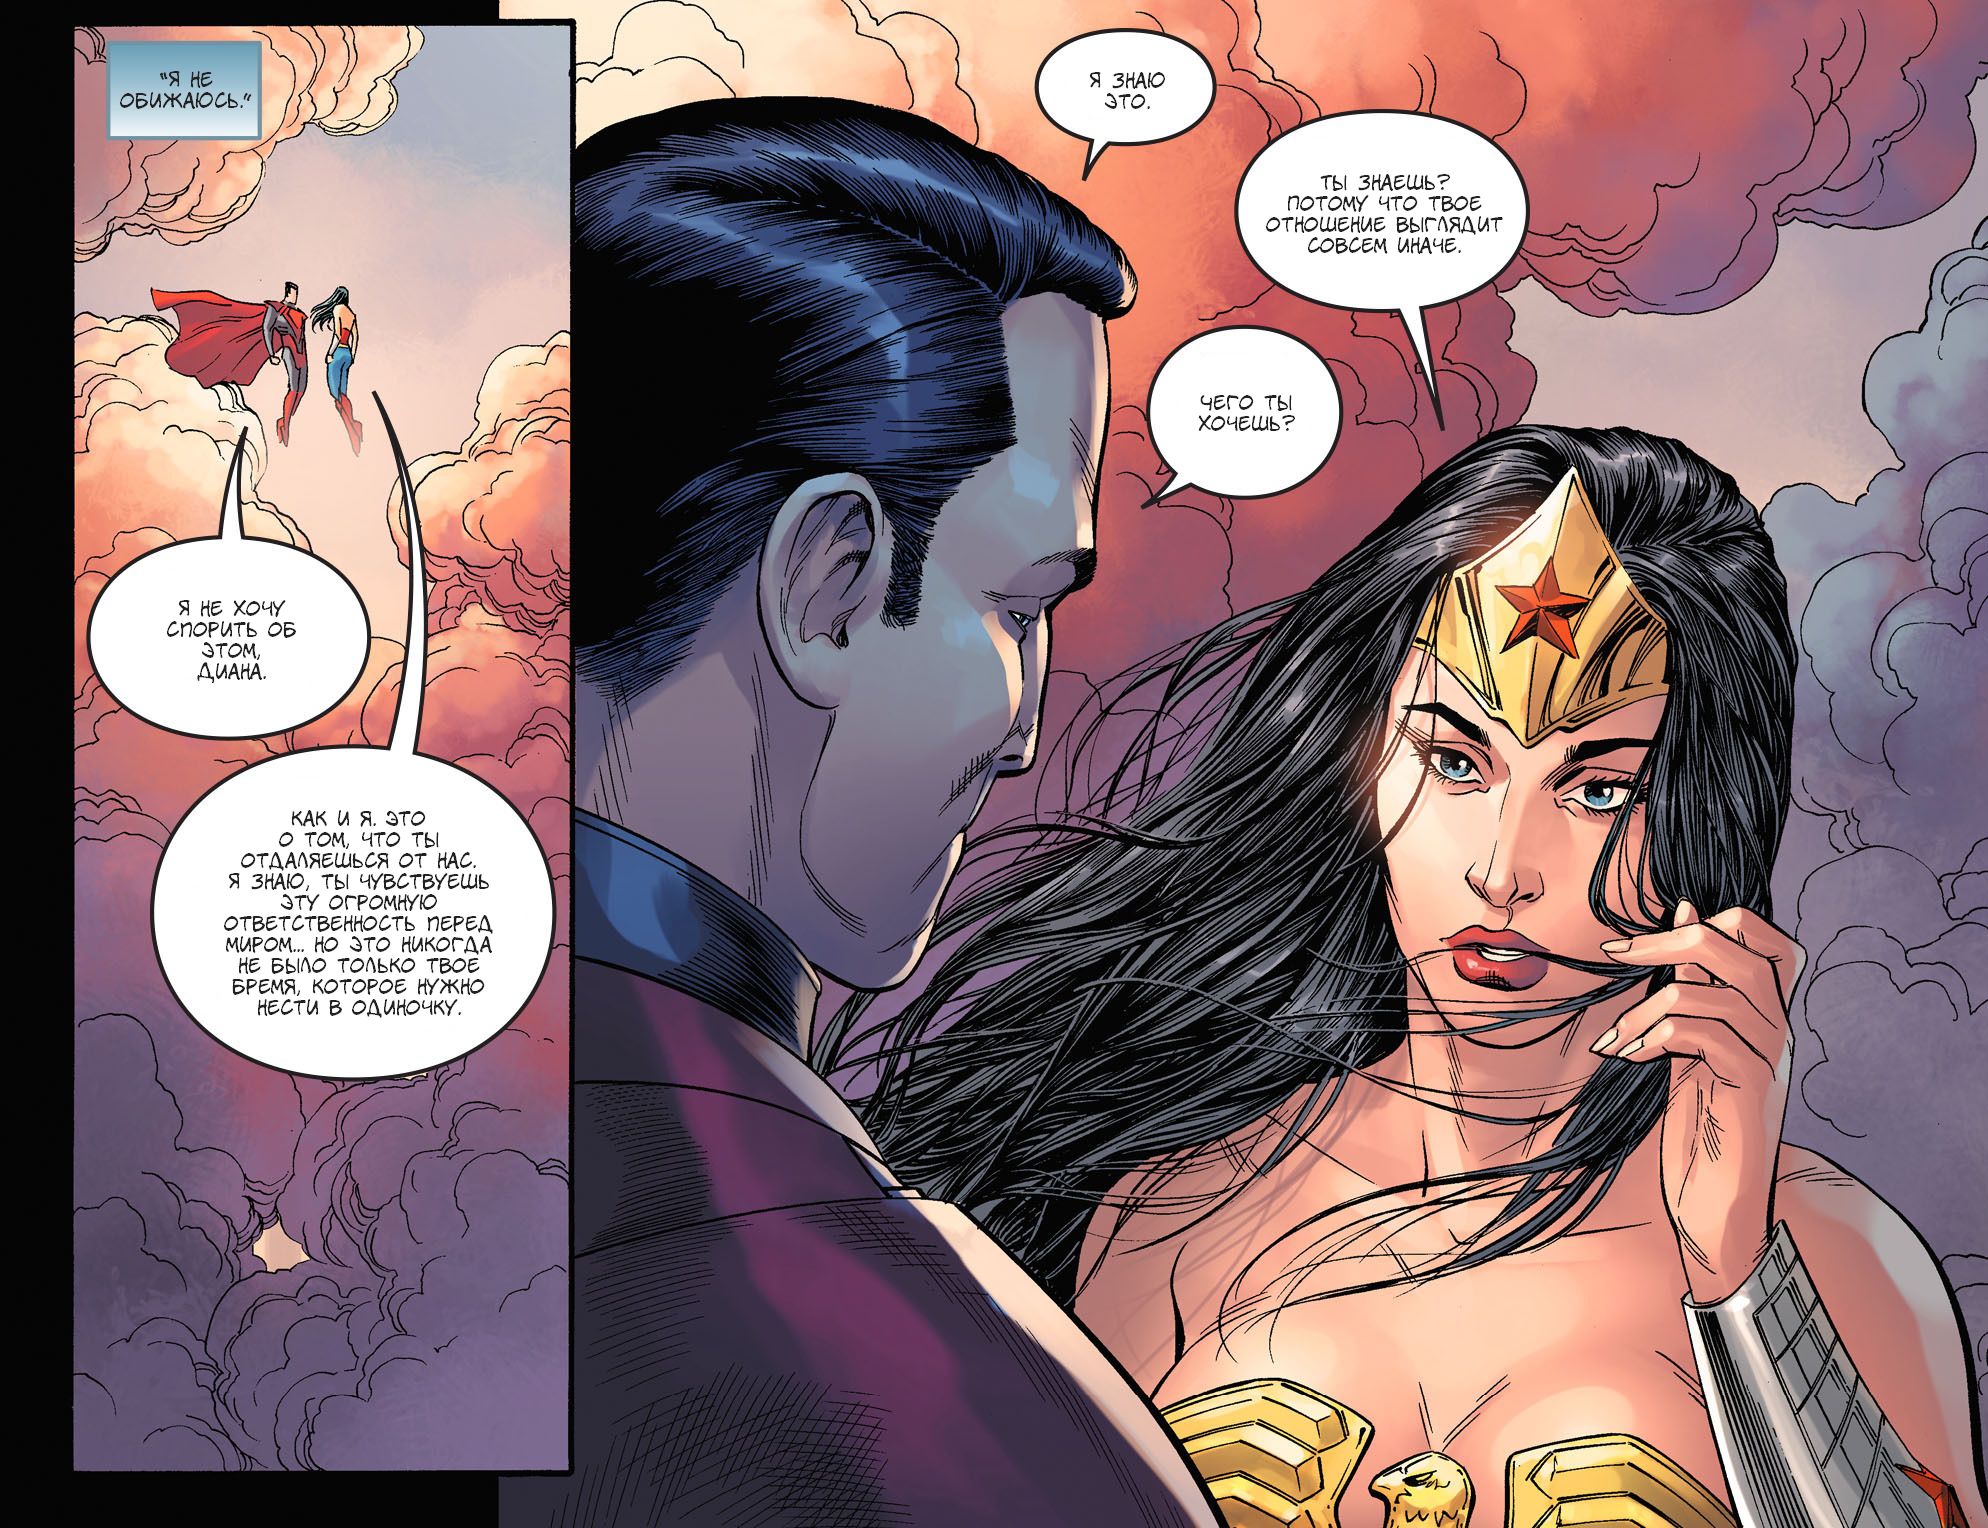 "Я НЕ
ОБИЖАЮСЬ."
Я НЕ ХОЧУ
СПОРИТЬ ОБ
ЭТОМ,
ДИАНА.
КАК И Я. ЭТО
О ТОМ, ЧТО ТЫ
ОТДАЛЯЕШЬСЯ ОТ НАС.
Я ЗНАЮ, ТЫ ЧУВСТВУЕШЬ
ЭТУ ОГРОМНУЮ
ОТВЕТСТВЕННОСТЬ ПЕРЕД
МИРОМ... НО ЭТО НИКОГДА
НЕ БЫЛО ТОЛЬКО ТВОЕ
БРЕМЯ, КОТОРОЕ НУЖНО
НЕСТИ В ОДИНОЧКУ.
Я ЗНАЮ
ЭТО.
ТЫ ЗНАЕШЬ?
ПОТОМУ ЧТО ТВОЕ
ОТНОШЕНИЕ ВЫГЛЯДИТ
СОВСЕМ ИНАЧЕ.
ЧЕГО ТЫ
ХОЧЕШЬ?